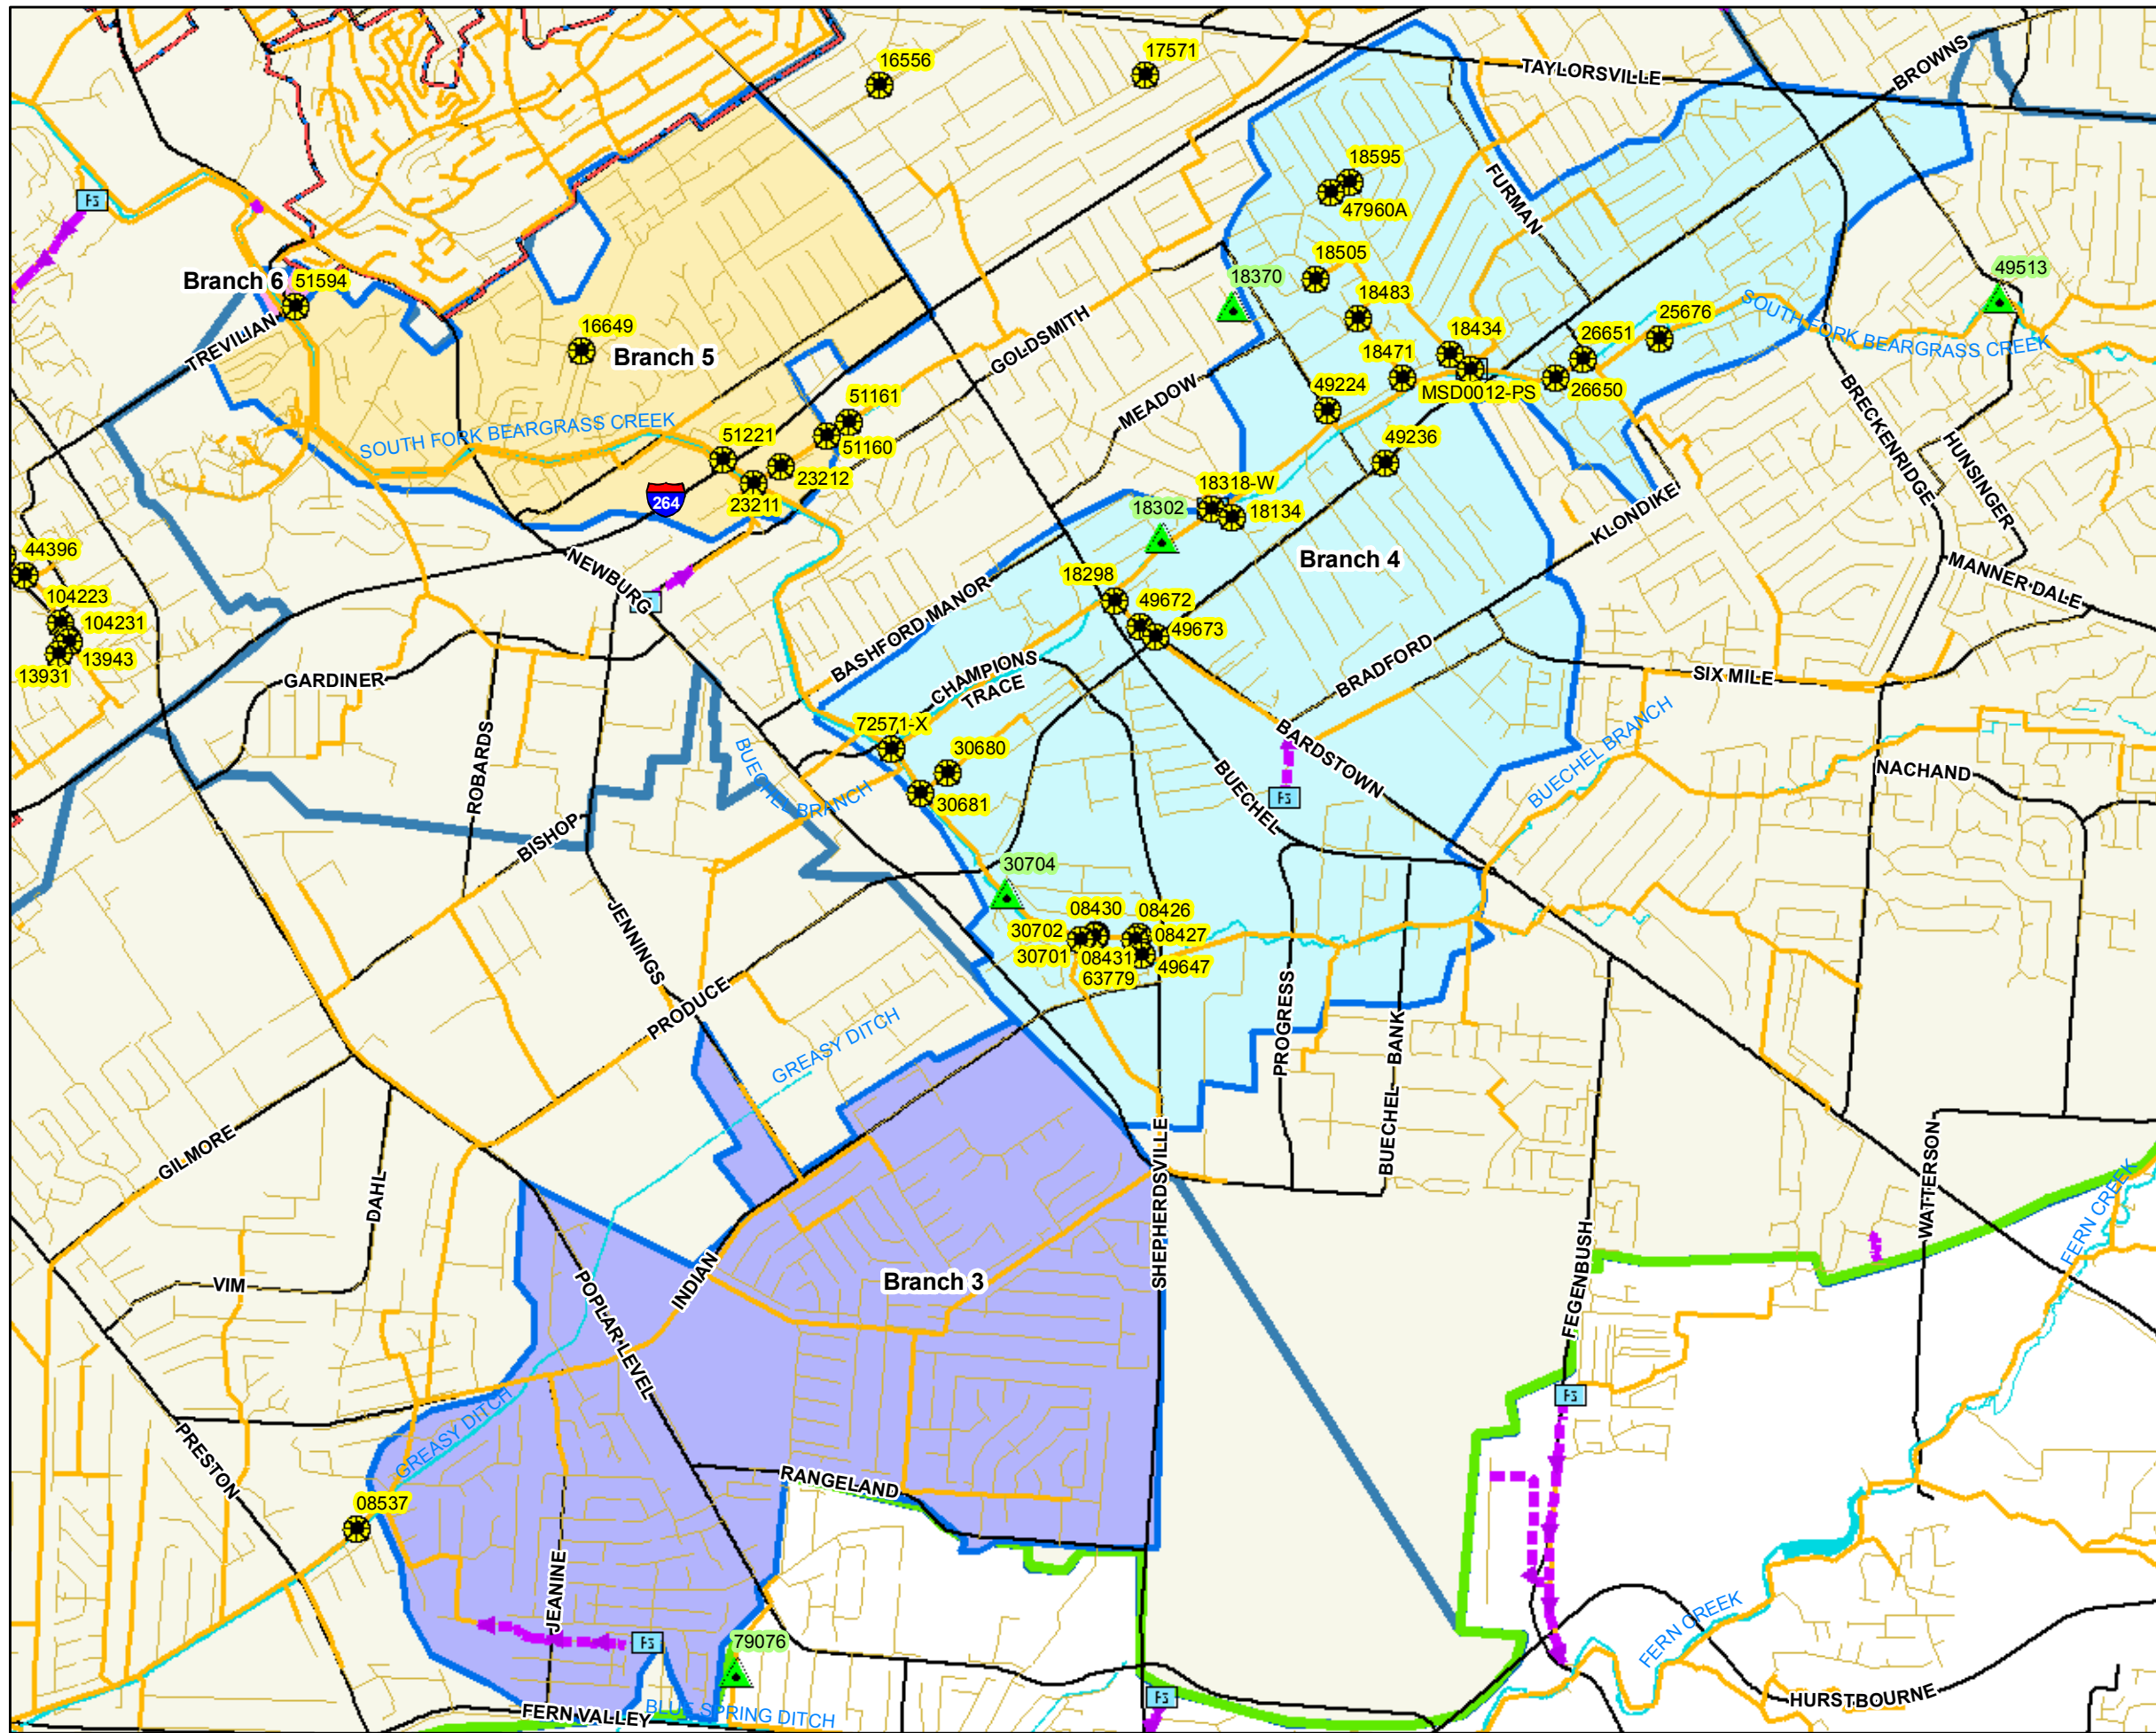 16556
17571
TAYLORSVILLE
BROWNS
18595
47960A
FURMAN
18505
18370
18483
49513
Branch 6
51594
TREVILIAN
16649
Branch 5
GOLDSMITH
18434
26651
25676
SOUTH FORK BEARGRASS CREEK
18471
MSD0012-PS
26650
MEADOW
49224
51161
51160
SOUTH FORK BEARGRASS CREEK
51221
23212
23211
264
49236
BRECKENRIDGE
HUNSINGER
18318-W
18134
18302
KLONDIKE
44396
104223
104231
13943
13931
NEWBURG
Branch 4
MANNER DALE
18298
49672
49673
BASHFORD MANOR
CHAMPIONS
TRACE
BRADFORD
SIX MILE
GARDINER
ROBARDS
72571-X
30680
30681
BUECHEL BRANCH
BARDSTOWN
BUECHEL
BUECHEL BRANCH
NACHAND
BISHOP
JENNINGS
30704
08430
08426
30702
08427
30701
08431
49647
63779
PRODUCE
GREASY DITCH
PROGRESS
BUECHEL BANK
GILMORE
DAHL
SHEPHERDSVILLE
WATTERSON
FERN CREEK
VIM
POPLAR LEVEL
INDIAN
Branch 3
FEGENBUSH
GREASY DITCH
PRESTON
RANGELAND
08537
JEANINE
79076
FERN VALLEY
BLUE SPRING DITCH
FERN CREEK
HURSTBOURNE